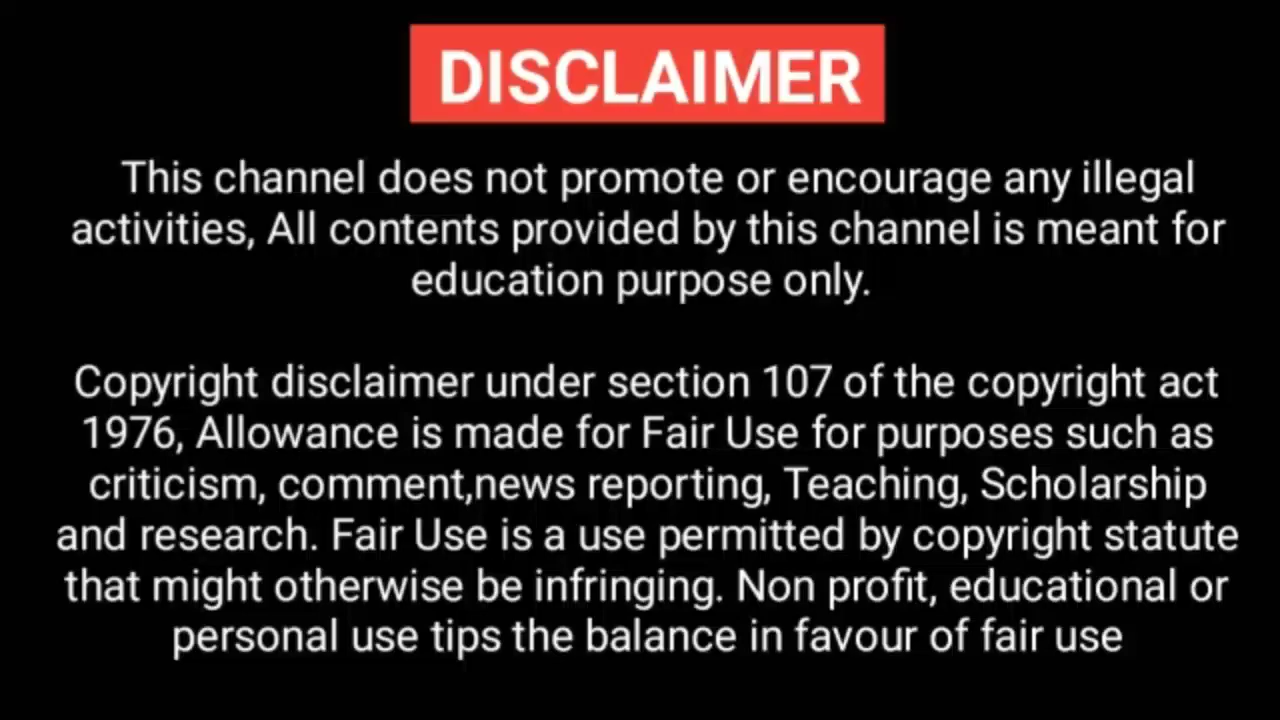 DISCLAIMER
This channel does not promote or encourage any illegal
activities, All contents provided by this channel is meant for
education purpose only.
Copyright disclaimer under section 107 of the copyright act
1976, Allowance is made for Fair Use for purposes such as
criticism, comment,news reporting, Teaching, Scholarship
and research. Fair Use is a use permitted by copyright statute
that might otherwise be infringing. Non profit, educational or
personal use tips the balance in favour of fair use